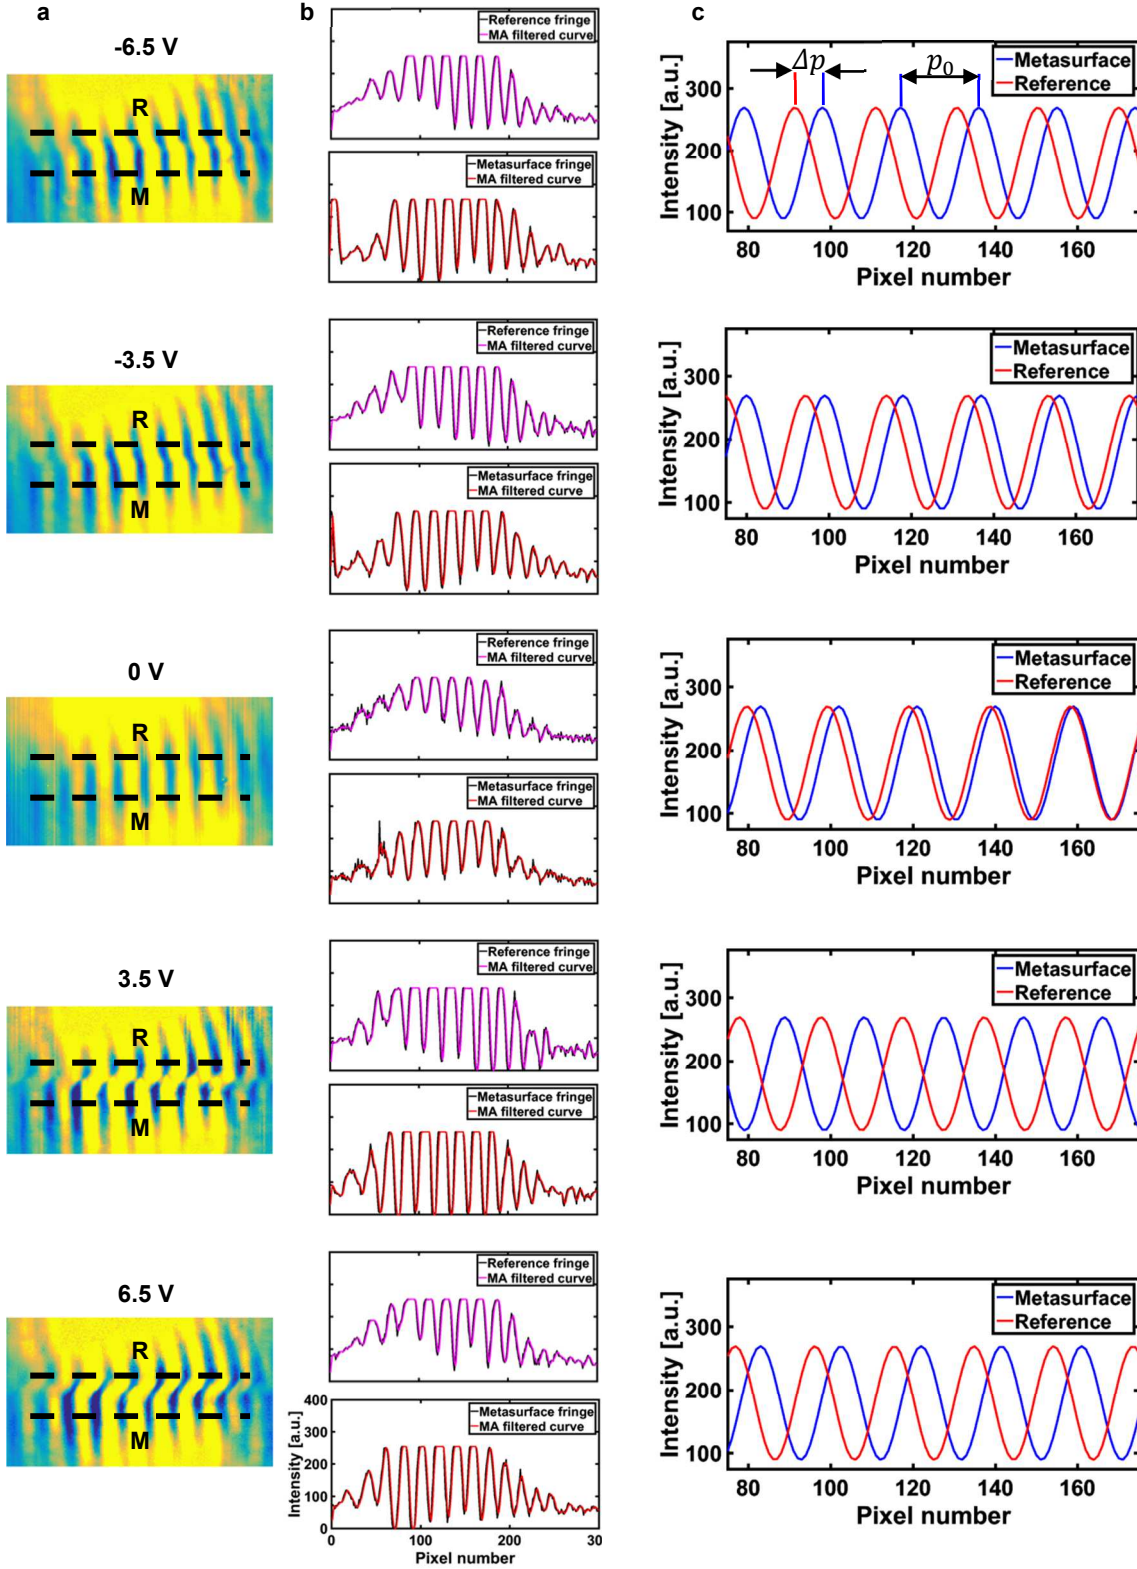 a
b
c
-6.5 V
R
M
Reference fringe
MA filtered curve
Metasurface fringe
MA filtered curve
Metasurface
Reference
Δp
p₀
Intensity [a.u.]
300
200
100
80 100 120 140 160
Pixel number
-3.5 V
R
M
Reference fringe
MA filtered curve
Metasurface fringe
MA filtered curve
Metasurface
Reference
Intensity [a.u.]
300
200
100
80 100 120 140 160
Pixel number
0 V
R
M
Reference fringe
MA filtered curve
Metasurface fringe
MA filtered curve
Metasurface
Reference
Intensity [a.u.]
300
200
100
80 100 120 140 160
Pixel number
3.5 V
R
M
Reference fringe
MA filtered curve
Metasurface fringe
MA filtered curve
Metasurface
Reference
Intensity [a.u.]
300
200
100
80 100 120 140 160
Pixel number
6.5 V
R
M
Reference fringe
MA filtered curve
Metasurface fringe
MA filtered curve
Intensity [a.u.]
400
300
200
100
0
0 100 200 30
Pixel number
Metasurface
Reference
Intensity [a.u.]
300
200
100
80 100 120 140 160
Pixel number